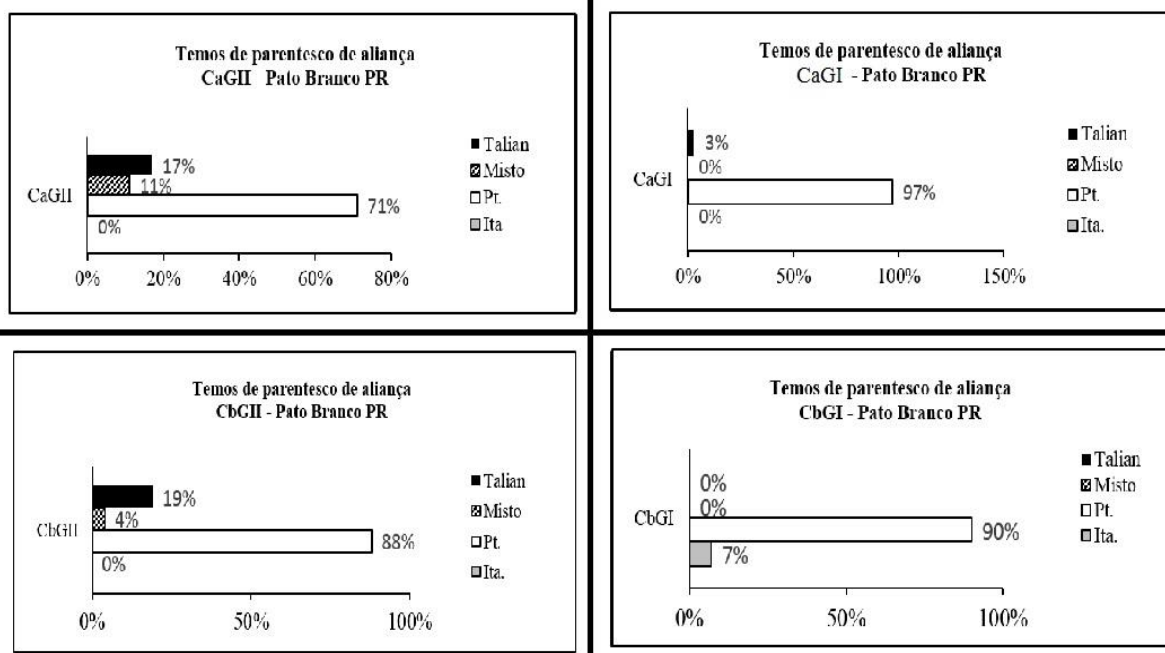 Temos de parentesco de aliança
CaGII Pato Branco PR
Talian
Misto
Pt.
Ita
CaGII
17%
11%
71%
0%
0%
20%
40%
60%
80%
Temos de parentesco de aliança
CaGI - Pato Branco PR
Talian
Misto
Pt.
Ita.
CaGI
3%
0%
97%
0%
0%
50%
100%
150%
Temos de parentesco de aliança
CbGII - Pato Branco PR
Talian
Misto
Pt.
Ita.
CbGII
19%
4%
88%
0%
0%
50%
100%
Temos de parentesco de aliança
CbGI - Pato Branco PR
Talian
Misto
Pt.
Ita.
CbGI
0%
0%
90%
7%
0%
50%
100%